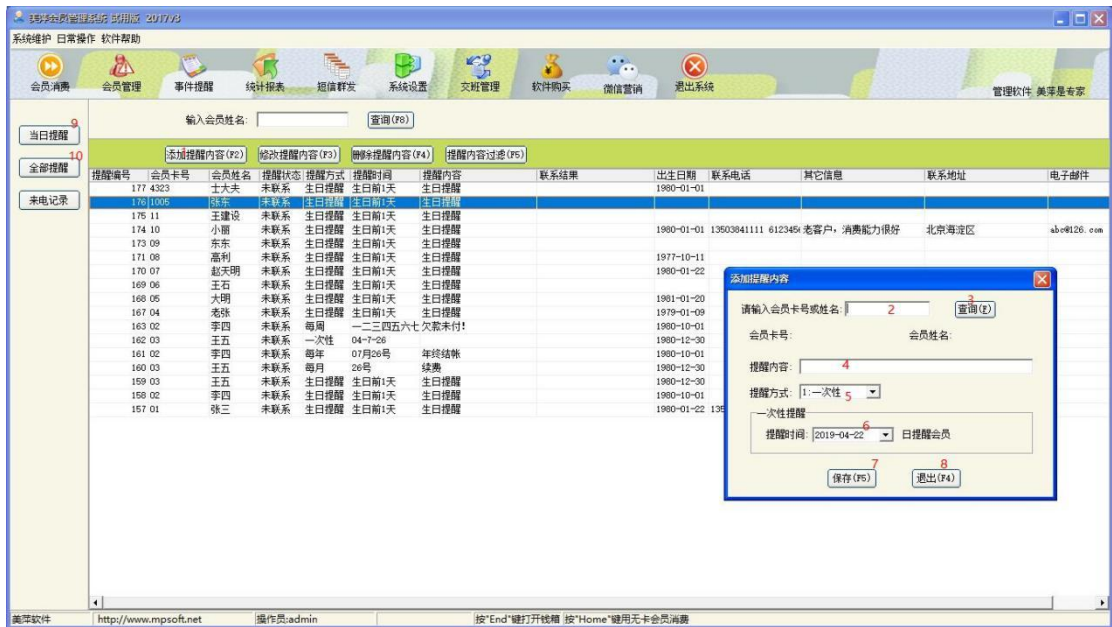 美萍会员管理系统 试用版 2017v3
系统维护 日常操作 软件帮助
会员消费 会员管理 事件提醒 统计报表 短信群发 系统设置 交班管理 软件购买 微信营销 退出系统
管理软件 美萍是专家
9
当日提醒
10
全部提醒
来电记录
输入会员姓名: 查询(F8)
1
添加提醒内容(F2) 修改提醒内容(F3) 删除提醒内容(F4) 提醒内容过滤(F5)
提醒编号 会员卡号 会员姓名 提醒状态 提醒方式 提醒时间 提醒内容 联系结果 出生日期 联系电话 其它信息 联系地址 电子邮件
177 4323 士大夫 未联系 生日提醒 生日前1天 生日提醒 1980-01-01
176 1005 张东 未联系 生日提醒 生日前1天 生日提醒
175 11 王建设 未联系 生日提醒 生日前1天 生日提醒
174 10 小丽 未联系 生日提醒 生日前1天 生日提醒 1980-01-01 13503841111 612345 老客户，消费能力很好 北京海淀区 abc@126.com
173 09 东东 未联系 生日提醒 生日前1天 生日提醒
171 08 高利 未联系 生日提醒 生日前1天 生日提醒 1977-10-11
170 07 赵天明 未联系 生日提醒 生日前1天 生日提醒 1980-01-22
169 06 王石 未联系 生日提醒 生日前1天 生日提醒
168 05 大明 未联系 生日提醒 生日前1天 生日提醒 1981-01-20
167 04 老张 未联系 生日提醒 生日前1天 生日提醒 1979-01-09
163 02 李四 未联系 每周 一二三四五六七 欠款未付! 1980-10-01
162 03 王五 未联系 一次性 04-7-26 1980-12-30
161 02 李四 未联系 每年 07月26号 年终结帐 1980-10-01
160 03 王五 未联系 每月 26号 续费 1980-12-30
159 03 王五 未联系 生日提醒 生日前1天 生日提醒 1980-12-30
158 02 李四 未联系 生日提醒 生日前1天 生日提醒 1980-10-01
157 01 张三 未联系 生日提醒 生日前1天 生日提醒 1980-01-22 135
添加提醒内容
请输入会员卡号或姓名: 2 3 查询(F)
会员卡号: 会员姓名:
提醒内容: 4
提醒方式: 1:一次性 5
一次性提醒
提醒时间: 2019-04-22 6 日提醒会员
7 8
保存(F5) 退出(F4)
美萍软件 http://www.mpsoft.net 操作员:admin 按"End"键打开钱箱 按"Home"键用无卡会员消费